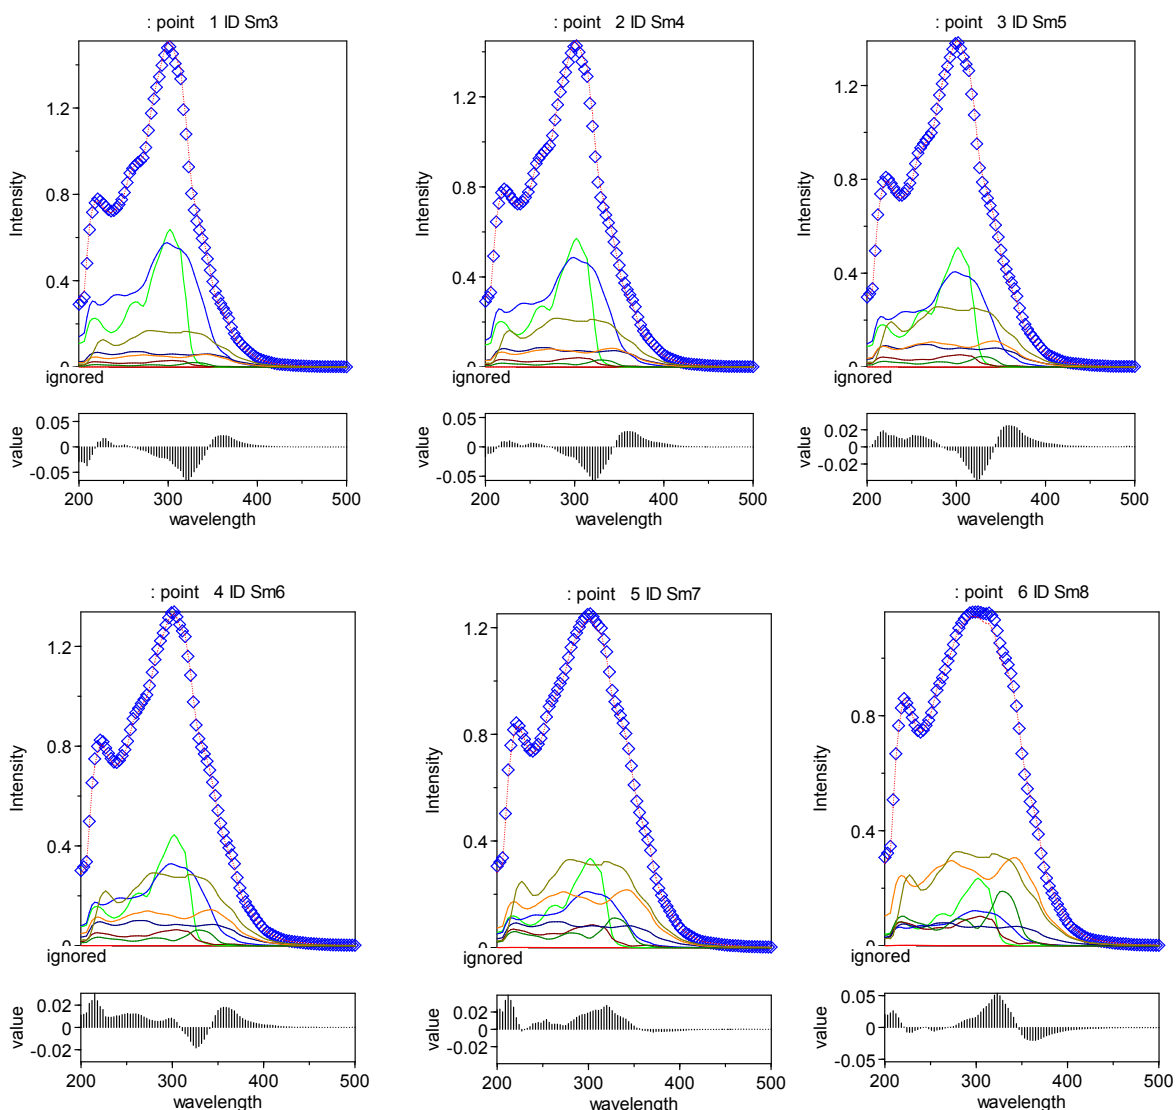 : point 1 ID Sm3
: point 2 ID Sm4
: point 3 ID Sm5
1.2
0.8
0.4
0
Intensity
ignored
1.2
0.8
0.4
0
Intensity
ignored
1.2
0.8
0.4
0
Intensity
ignored
0.05
0
-0.05
value
200 300 400 500
wavelength
0.05
0
-0.05
value
200 300 400 500
wavelength
0.02
0
-0.02
value
200 300 400 500
wavelength
: point 4 ID Sm6
: point 5 ID Sm7
: point 6 ID Sm8
1.2
0.8
0.4
0
Intensity
ignored
1.2
0.8
0.4
0
Intensity
ignored
0.8
0.4
0
Intensity
ignored
0.02
0
-0.02
value
200 300 400 500
wavelength
0.02
0
-0.02
value
200 300 400 500
wavelength
0.05
0
-0.05
value
200 300 400 500
wavelength